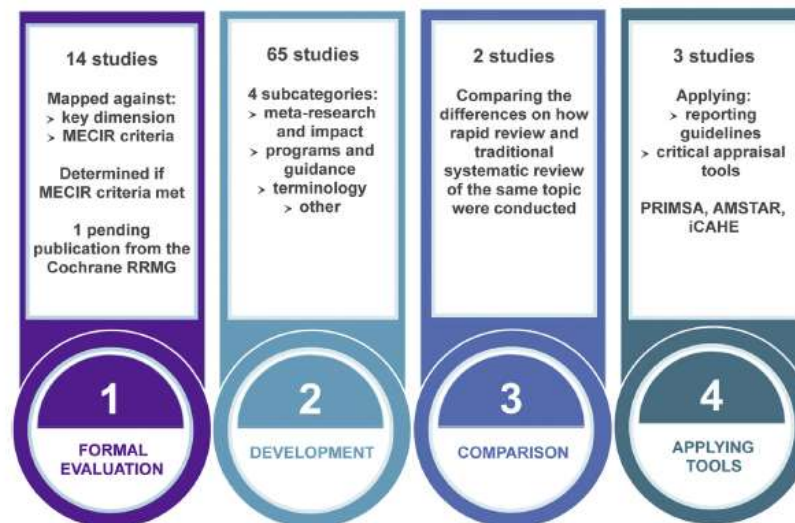 14 studies
Mapped against:
➢ key dimension
➢ MECIR criteria
Determined if
MECIR criteria met
1 pending
publication from the
Cochrane RRMG
1
FORMAL
EVALUATION
65 studies
4 subcategories:
➢ meta-research
and impact
➢ programs and
guidance
➢ terminology
➢ other
2
DEVELOPMENT
2 studies
Comparing the
differences on how
rapid review and
traditional
systematic review
of the same topic
were conducted
3
COMPARISON
3 studies
Applying:
➢ reporting
guidelines
➢ critical appraisal
tools
PRIMSA, AMSTAR,
iCAHE
4
APPLYING
TOOLS